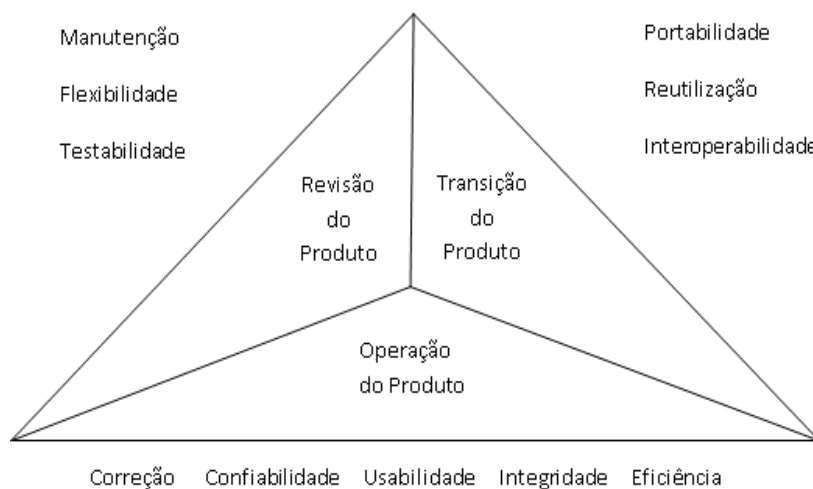 Manutenção
Flexibilidade
Testabilidade
Portabilidade
Reutilização
Interoperabilidade
Revisão
do
Produto
Transição
do
Produto
Operação
do Produto
Correção Confiabilidade Usabilidade Integridade Eficiência